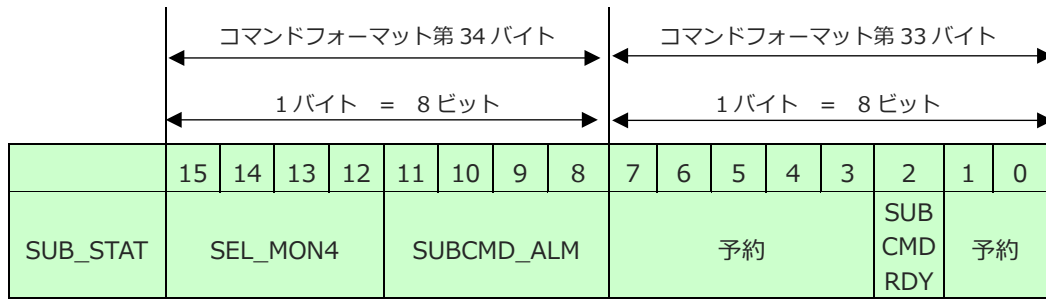 コマンドフォーマット第 34 バイト コマンドフォーマット第 33 バイト
1 バイト = 8 ビット 1 バイト = 8 ビット
15 14 13 12 11 10 9 8 7 6 5 4 3 2 1 0
SUB_STAT SEL_MON4 SUBCMD_ALM 予約 SUB CMD RDY 予約